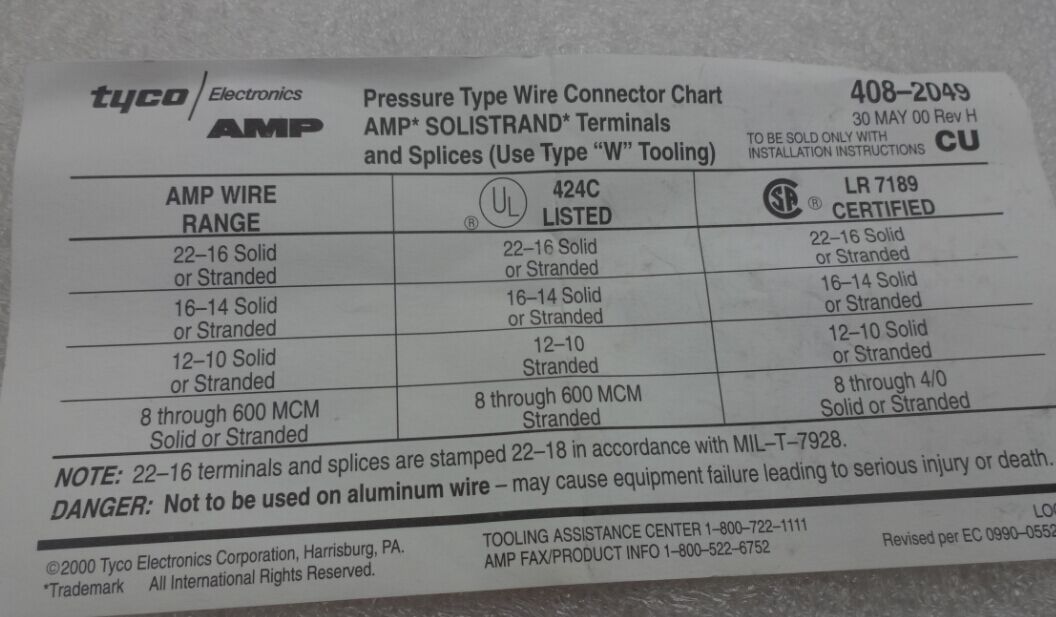 tyco Electronics
AMP
Pressure Type Wire Connector Chart
AMP* SOLISTRAND* Terminals
and Splices (Use Type “W” Tooling)
408–2049
30 MAY 00 Rev H
TO BE SOLD ONLY WITH
INSTALLATION INSTRUCTIONS CU
AMP WIRE
RANGE
UL ® 424C
LISTED
SA ® LR 7189
CERTIFIED
22–16 Solid
or Stranded
22–16 Solid
or Stranded
22–16 Solid
or Stranded
16–14 Solid
or Stranded
16–14 Solid
or Stranded
16–14 Solid
or Stranded
12–10 Solid
or Stranded
12–10
Stranded
12–10 Solid
or Stranded
8 through 600 MCM
Solid or Stranded
8 through 600 MCM
Stranded
8 through 4/0
Solid or Stranded
NOTE: 22–16 terminals and splices are stamped 22–18 in accordance with MIL–T–7928.
DANGER: Not to be used on aluminum wire – may cause equipment failure leading to serious injury or death.
©2000 Tyco Electronics Corporation, Harrisburg, PA.
*Trademark All International Rights Reserved.
TOOLING ASSISTANCE CENTER 1–800–722–1111
AMP FAX/PRODUCT INFO 1–800–522–6752
LOC
Revised per EC 0990–0552